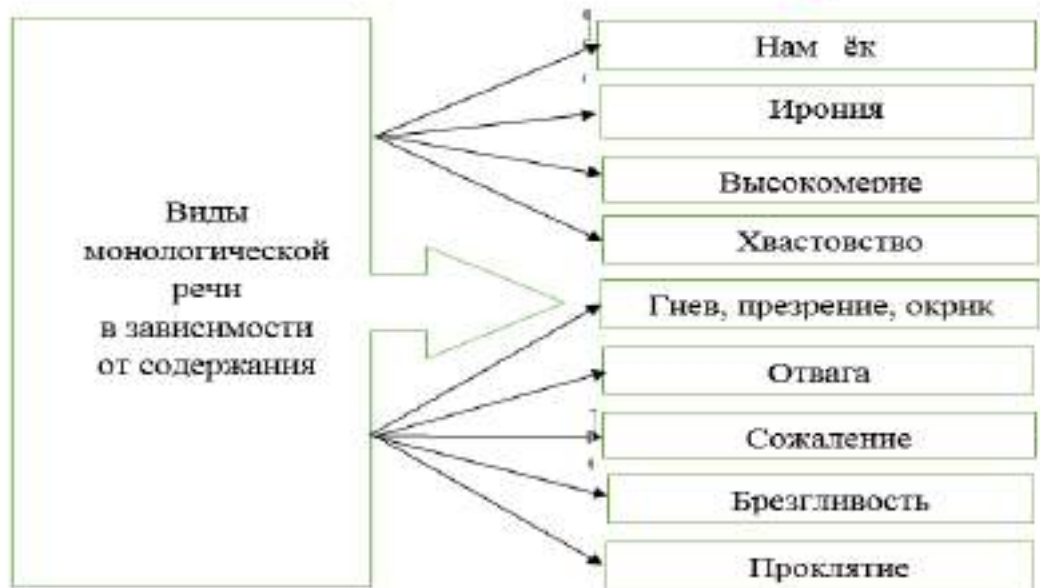 Виды
монологической
речи
в зависимости
от содержания
Нам ёк
Ирония
Высокомерие
Хвастовство
Гнев, презрение, окрик
Отвага
Сожаление
Брезгливость
Проклятие